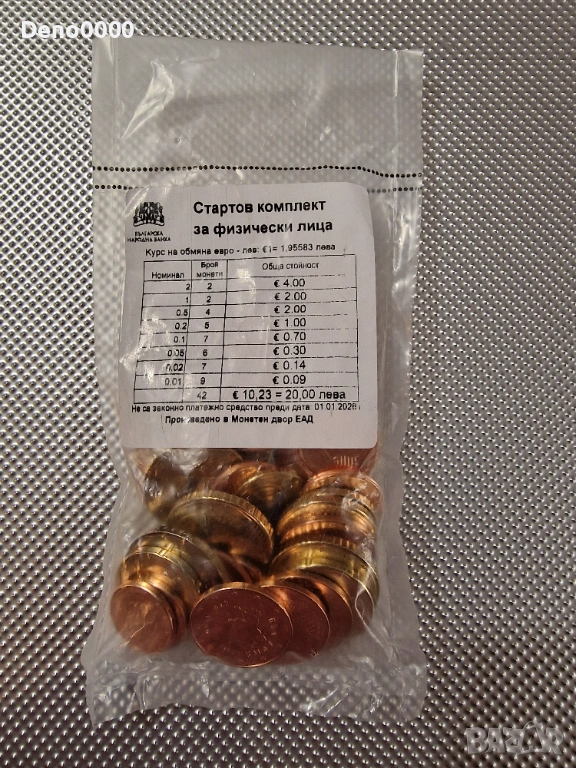 Deno0000
БЪЛГАРСКА
НАРОДНА БАНКА
Стартов комплект
за физически лица
Курс на обмяна евро - лев: €1= 1,95583 лева
Номинал Брой монети Обща стойност
2 2 € 4.00
1 2 € 2.00
0.5 4 € 2.00
0.2 5 € 1.00
0.1 7 € 0.70
0.05 6 € 0.30
0.02 7 € 0.14
0.01 9 € 0.09
42 € 10,23 = 20,00 лева
Не са законно платежно средство преди дата: 01.01.2026 г.
Произведено в Монетен двор ЕАД
BAZAR